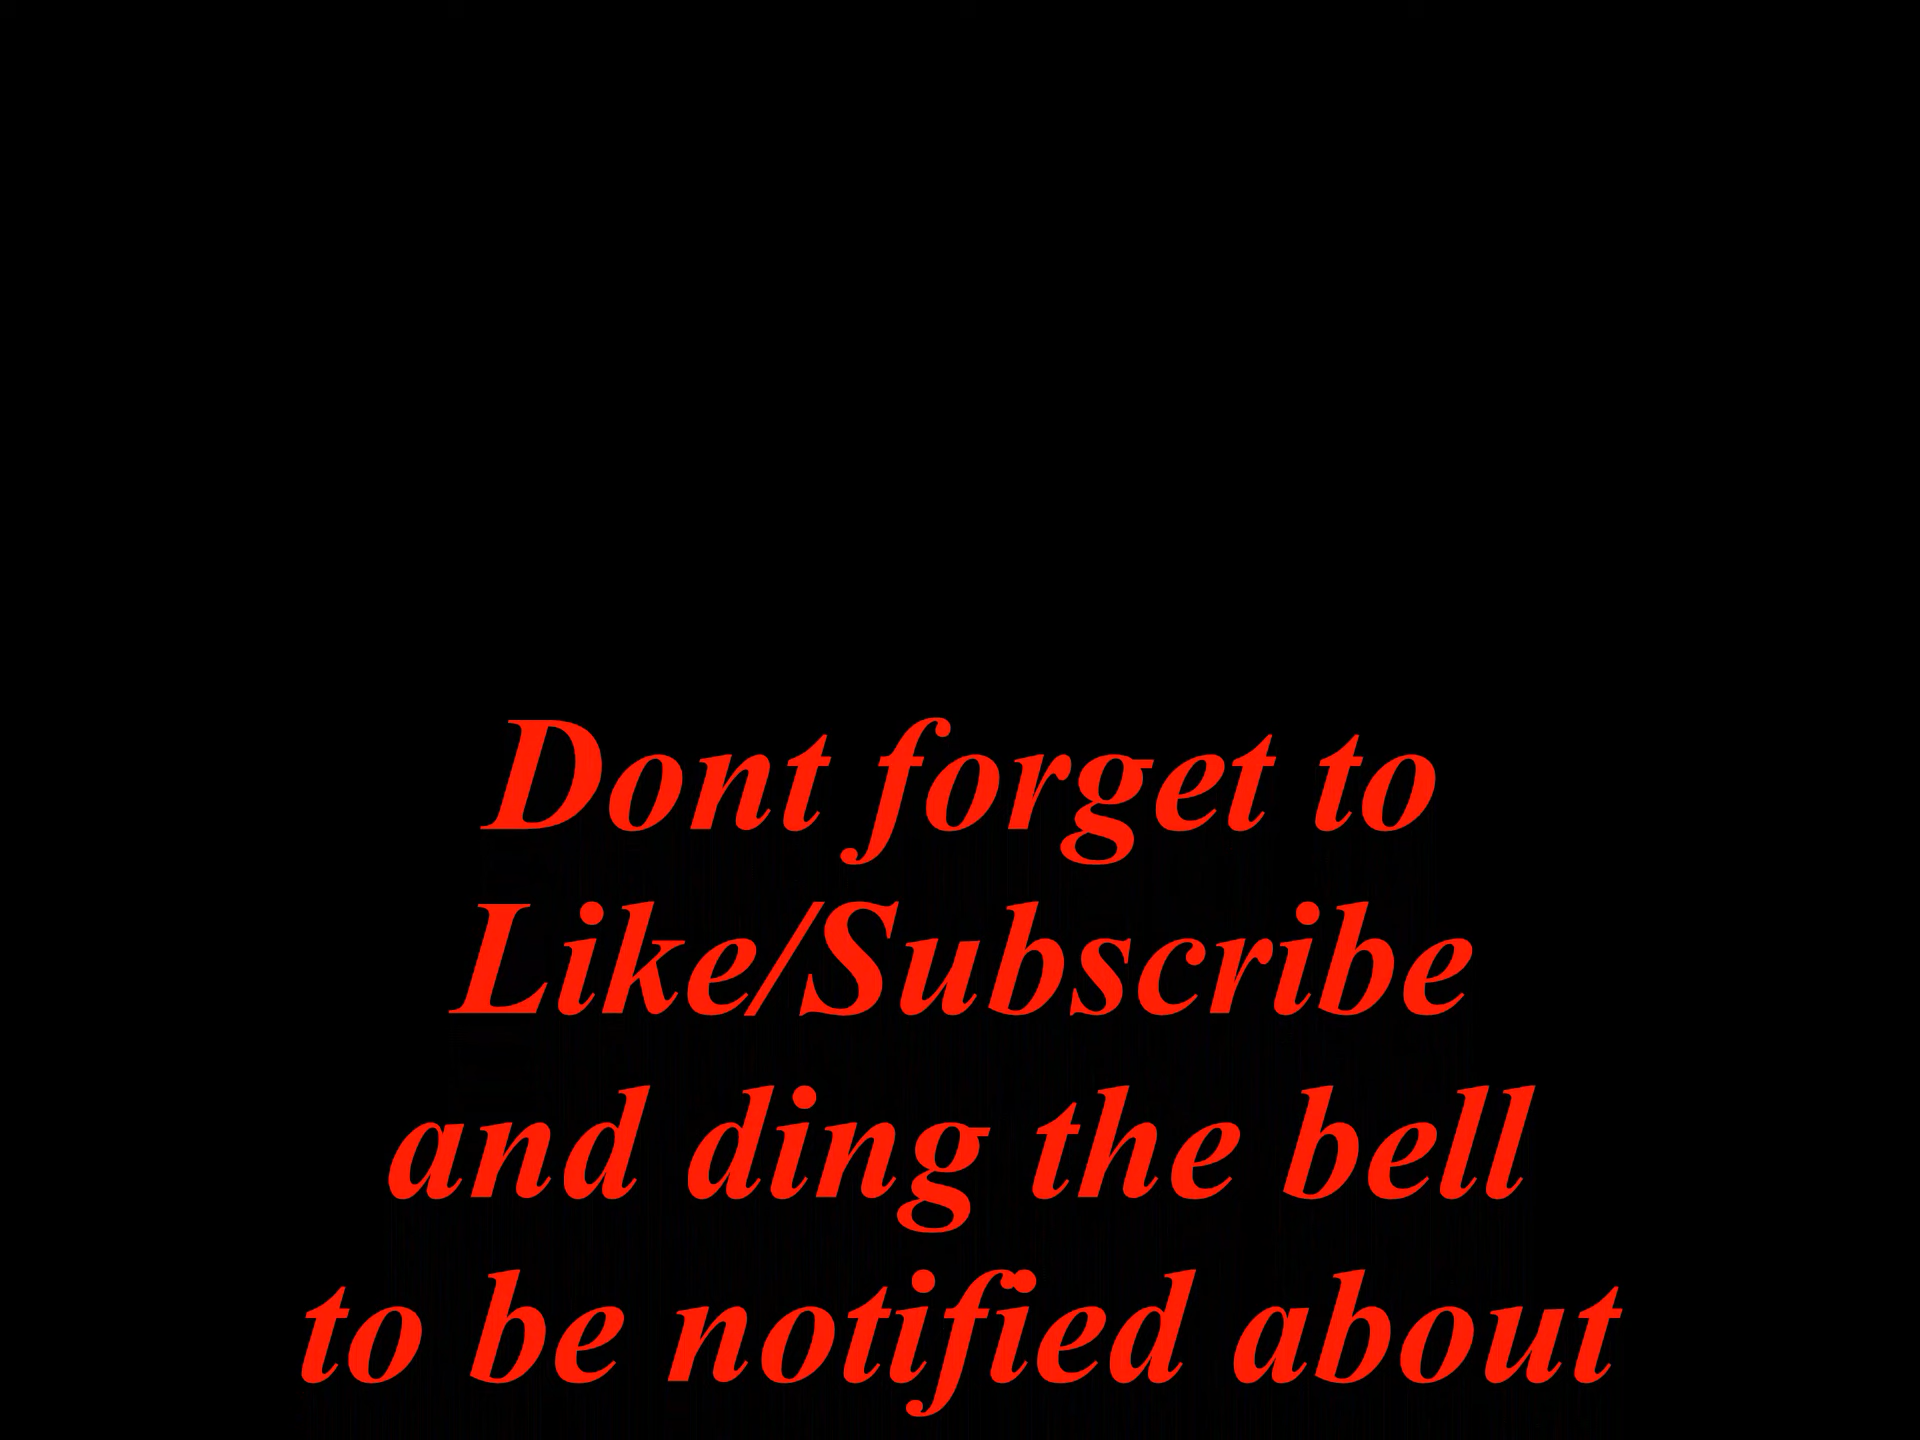 Dont forget to
Like/Subscribe
and ding the bell
to be notified about